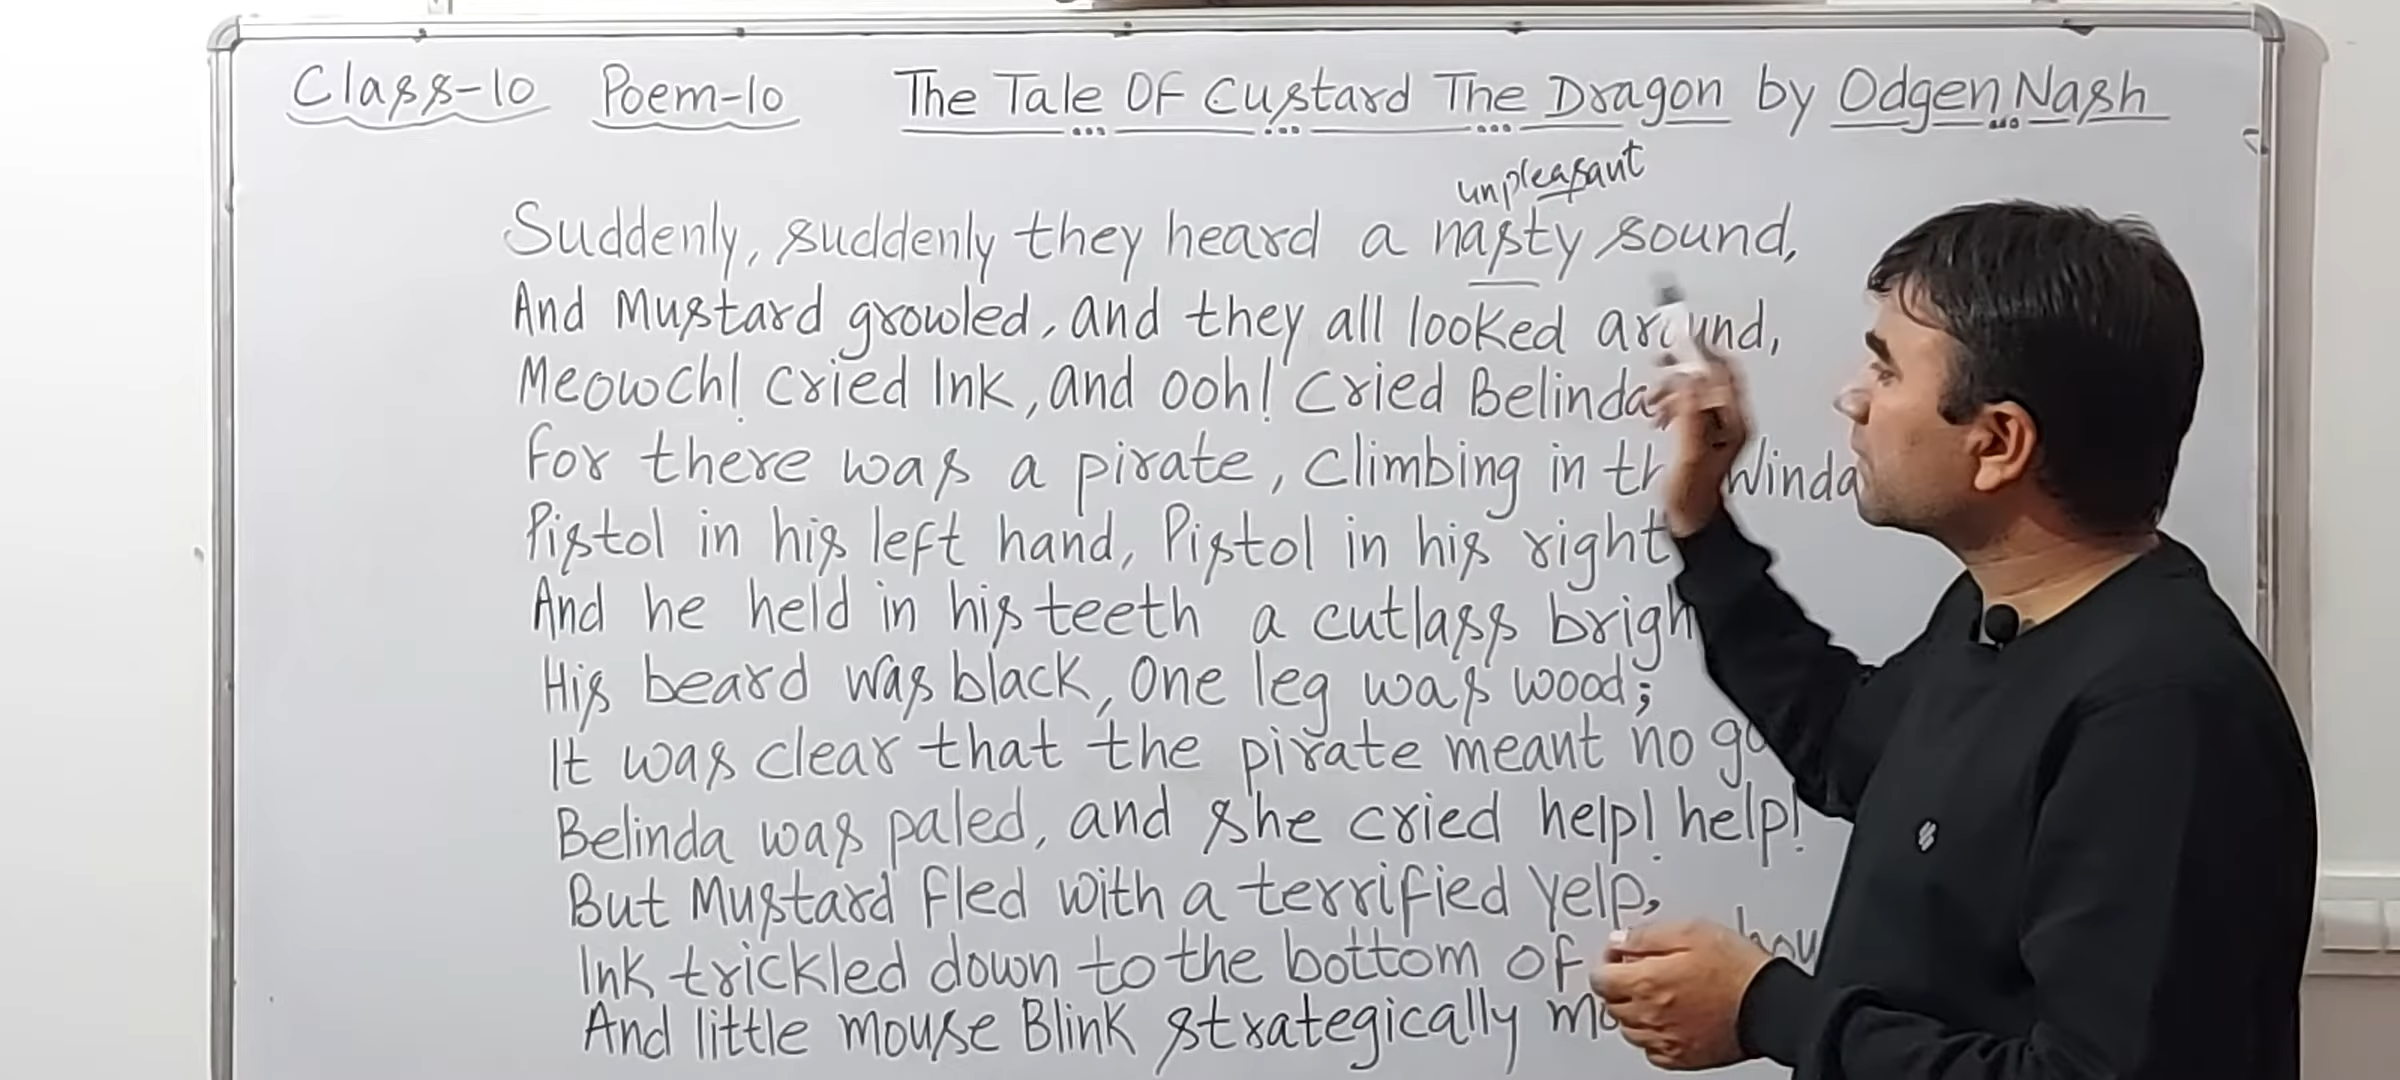 Class-10 Poem-10 The Tale Of Custard The Dragon by Odgen Nash
unpleasant
Suddenly, suddenly they heard a nasty sound,
And Mustard growled, and they all looked around,
Meowch! cried Ink, and ooh! cried Belinda
For there was a pirate, climbing in the Winda
Pistol in his left hand, Pistol in his right
And he held in his teeth a cutlass bright
His beard was black, one leg was wood;
It was clear that the pirate meant no
Belinda was paled, and she cried help! help!
But Mustard fled with a terrified yelp,
Ink trickled down to the bottom of
And little mouse Blink strategically